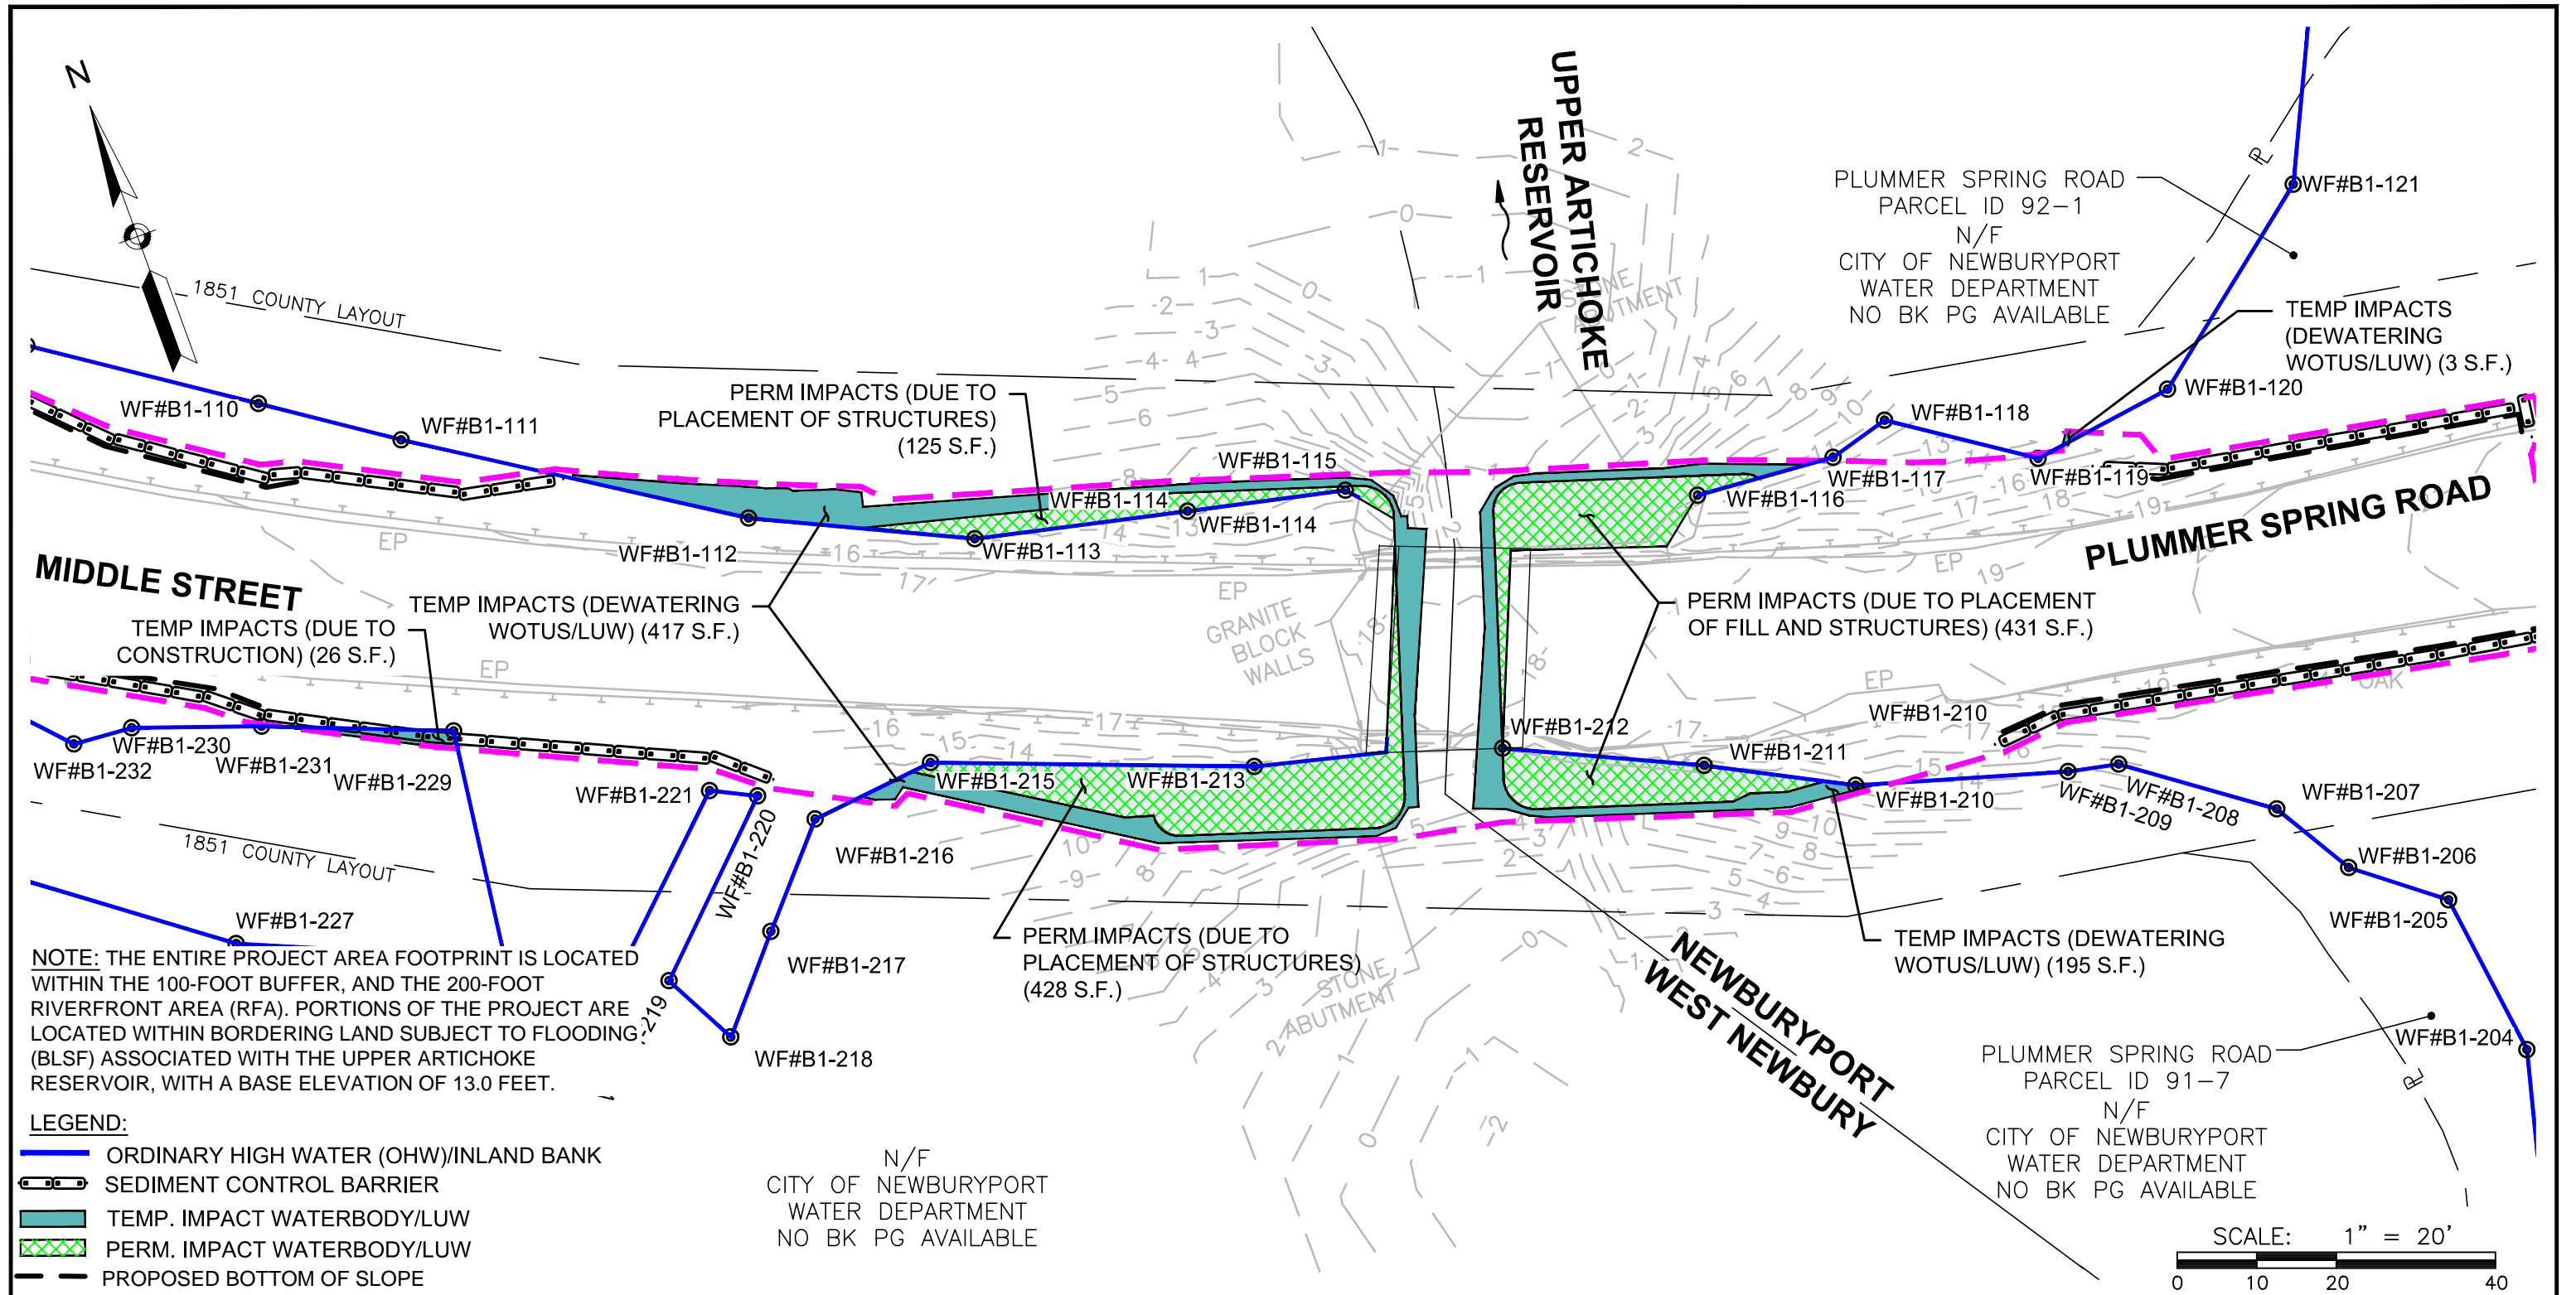 N
1851 COUNTY LAYOUT
UPPER ARTICHOKE
RESERVOIR
PLUMMER SPRING ROAD
PARCEL ID 92-1
N/F
CITY OF NEWBURYPORT
WATER DEPARTMENT
NO BK PG AVAILABLE
PL
WF#B1-121
TEMP IMPACTS
(DEWATERING
WOTUS/LUW) (3 S.F.)
WF#B1-120
WF#B1-110
WF#B1-111
PERM IMPACTS (DUE TO
PLACEMENT OF STRUCTURES)
(125 S.F.)
WF#B1-115
WF#B1-114
WF#B1-114
WF#B1-113
WF#B1-112
WF#B1-118
WF#B1-117
WF#B1-116
WF#B1-119
STONE
ABUTMENT
PLUMMER SPRING ROAD
MIDDLE STREET
EP
EP
EP
EP
EP
TEMP IMPACTS (DEWATERING
WOTUS/LUW) (417 S.F.)
TEMP IMPACTS (DUE TO
CONSTRUCTION) (26 S.F.)
GRANITE
BLOCK
WALLS
PERM IMPACTS (DUE TO PLACEMENT
OF FILL AND STRUCTURES) (431 S.F.)
OAK
WF#B1-232
WF#B1-230
WF#B1-231
WF#B1-229
WF#B1-221
WF#B1-220
WF#B1-215
WF#B1-213
WF#B1-212
WF#B1-211
WF#B1-210
WF#B1-210
WF#B1-209
WF#B1-208
WF#B1-207
WF#B1-206
WF#B1-205
WF#B1-204
WF#B1-216
WF#B1-217
WF#B1-218
-219
WF#B1-227
1851 COUNTY LAYOUT
PERM IMPACTS (DUE TO
PLACEMENT OF STRUCTURES)
(428 S.F.)
STONE
ABUTMENT
TEMP IMPACTS (DEWATERING
WOTUS/LUW) (195 S.F.)
NEWBURYPORT
WEST NEWBURY
PLUMMER SPRING ROAD
PARCEL ID 91-7
N/F
CITY OF NEWBURYPORT
WATER DEPARTMENT
NO BK PG AVAILABLE
PL
NOTE: THE ENTIRE PROJECT AREA FOOTPRINT IS LOCATED
WITHIN THE 100-FOOT BUFFER, AND THE 200-FOOT
RIVERFRONT AREA (RFA). PORTIONS OF THE PROJECT ARE
LOCATED WITHIN BORDERING LAND SUBJECT TO FLOODING
(BLSF) ASSOCIATED WITH THE UPPER ARTICHOKE
RESERVOIR, WITH A BASE ELEVATION OF 13.0 FEET.
LEGEND:
ORDINARY HIGH WATER (OHW)/INLAND BANK
SEDIMENT CONTROL BARRIER
TEMP. IMPACT WATERBODY/LUW
PERM. IMPACT WATERBODY/LUW
PROPOSED BOTTOM OF SLOPE
N/F
CITY OF NEWBURYPORT
WATER DEPARTMENT
NO BK PG AVAILABLE
SCALE: 1" = 20'
0 10 20 40